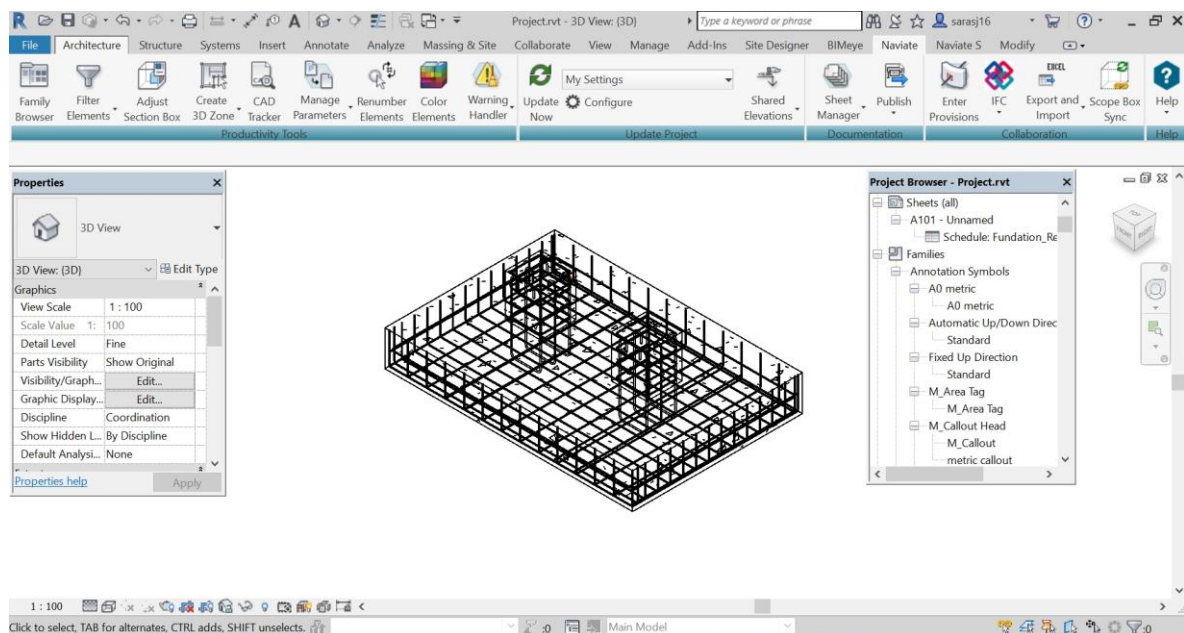 Project.rvt - 3D View: {3D}
Type a keyword or phrase
sarasj16
File Architecture Structure Systems Insert Annotate Analyze Massing & Site Collaborate View Manage Add-Ins Site Designer BIMeye Naviate Naviate S Modify
Family Browser
Filter Elements
Adjust Section Box
Create 3D Zone
CAD Tracker
Manage Parameters
Renumber Elements
Color Elements
Warning Handler
Update Now
My Settings
Configure
Shared Elevations
Sheet Manager
Publish
Enter Provisions
IFC
EXCEL
Export and Import
Scope Box Sync
Help
Productivity Tools
Update Project
Documentation
Collaboration
Help
Properties
3D View
3D View: {3D}
Edit Type
Graphics
View Scale 1 : 100
Scale Value 1: 100
Detail Level Fine
Parts Visibility Show Original
Visibility/Graph... Edit...
Graphic Display... Edit...
Discipline Coordination
Show Hidden L... By Discipline
Default Analysi... None
Properties help
Apply
Project Browser - Project.rvt
Sheets (all)
A101 - Unnamed
Schedule: Fundation_Re
Families
Annotation Symbols
A0 metric
A0 metric
Automatic Up/Down Direc
Standard
Fixed Up Direction
Standard
M_Area Tag
M_Area Tag
M_Callout Head
M_Callout
metric callout
1 : 100
Click to select, TAB for alternates, CTRL adds, SHIFT unselects.
:0
Main Model
:0